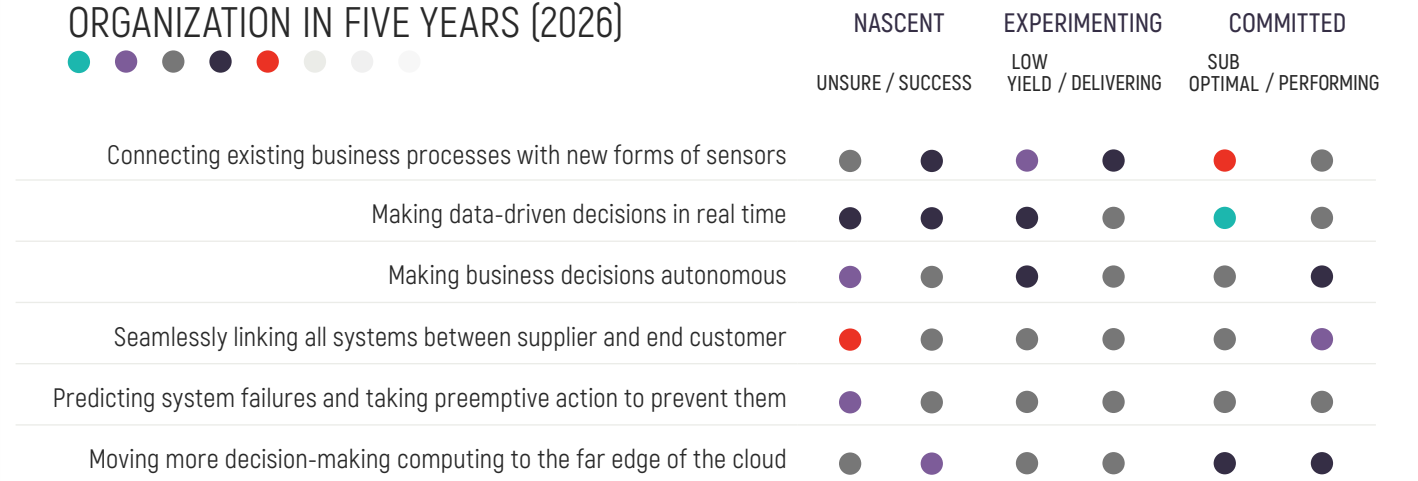 ORGANIZATION IN FIVE YEARS (2026)
NASCENT EXPERIMENTING COMMITTED
UNSURE / SUCCESS LOW YIELD / DELIVERING SUB OPTIMAL / PERFORMING
Connecting existing business processes with new forms of sensors
Making data-driven decisions in real time
Making business decisions autonomous
Seamlessly linking all systems between supplier and end customer
Predicting system failures and taking preemptive action to prevent them
Moving more decision-making computing to the far edge of the cloud